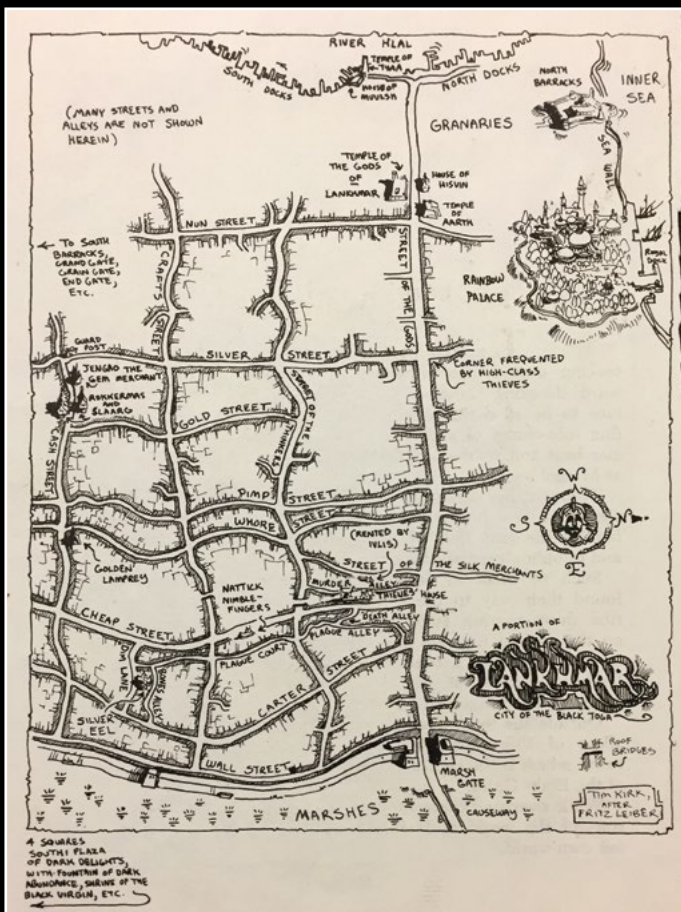 RIVER HLAL
TEMPLE OF
SOUTH DOCKS
HOUSE OF
MUULSH
NORTH DOCKS
NORTH
BARRACKS
INNER
SEA
SEA WALL
(MANY STREETS AND
ALLEYS ARE NOT SHOWN
HEREIN)
GRANARIES
TEMPLE OF
THE GODS
OF
LANKHMAR
HOUSE OF
HISVIN
TEMPLE
OF
AARTH
NUN STREET
STREET OF THE GODS
TO SOUTH
BARRACKS,
GRAND GATE,
GRAIN GATE,
END GATE,
ETC.
CRAFTS
RAINBOW
PALACE
ROYAL
DOCK
GUARD
POST
SILVER STREET
CORNER FREQUENTED
BY HIGH-CLASS
THIEVES
JENGAO THE
GEM MERCHANT
ROKKERMAS
AND
SLAARG
CASH STREET
GOLD STREET
STREET OF THE
THINKERS
PIMP STREET
WHORE STREET
(RENTED BY
IVLIS)
W
S
N
E
GOLDEN
LAMPREY
STREET OF THE SILK MERCHANTS
NATTICK
NIMBLE-
FINGERS
MURDER ALLEY
THIEVES' HOUSE
DEATH ALLEY
CHEAP STREET
PLAGUE COURT
PLAGUE ALLEY
DIM LANE
BONES ALLEY
CARTER STREET
A PORTION OF
LANKHMAR
CITY OF THE BLACK TOGA
SILVER
EEL
WALL STREET
ROOF
BRIDGES
MARSH
GATE
CAUSEWAY
MARSHES
TIM KIRK,
AFTER
FRITZ LEIBER
4 SQUARES
SOUTH: PLAZA
OF DARK DELIGHTS,
WITH FOUNTAIN OF DARK
ABUNDANCE, SHRINE OF THE
BLACK VIRGIN, ETC.